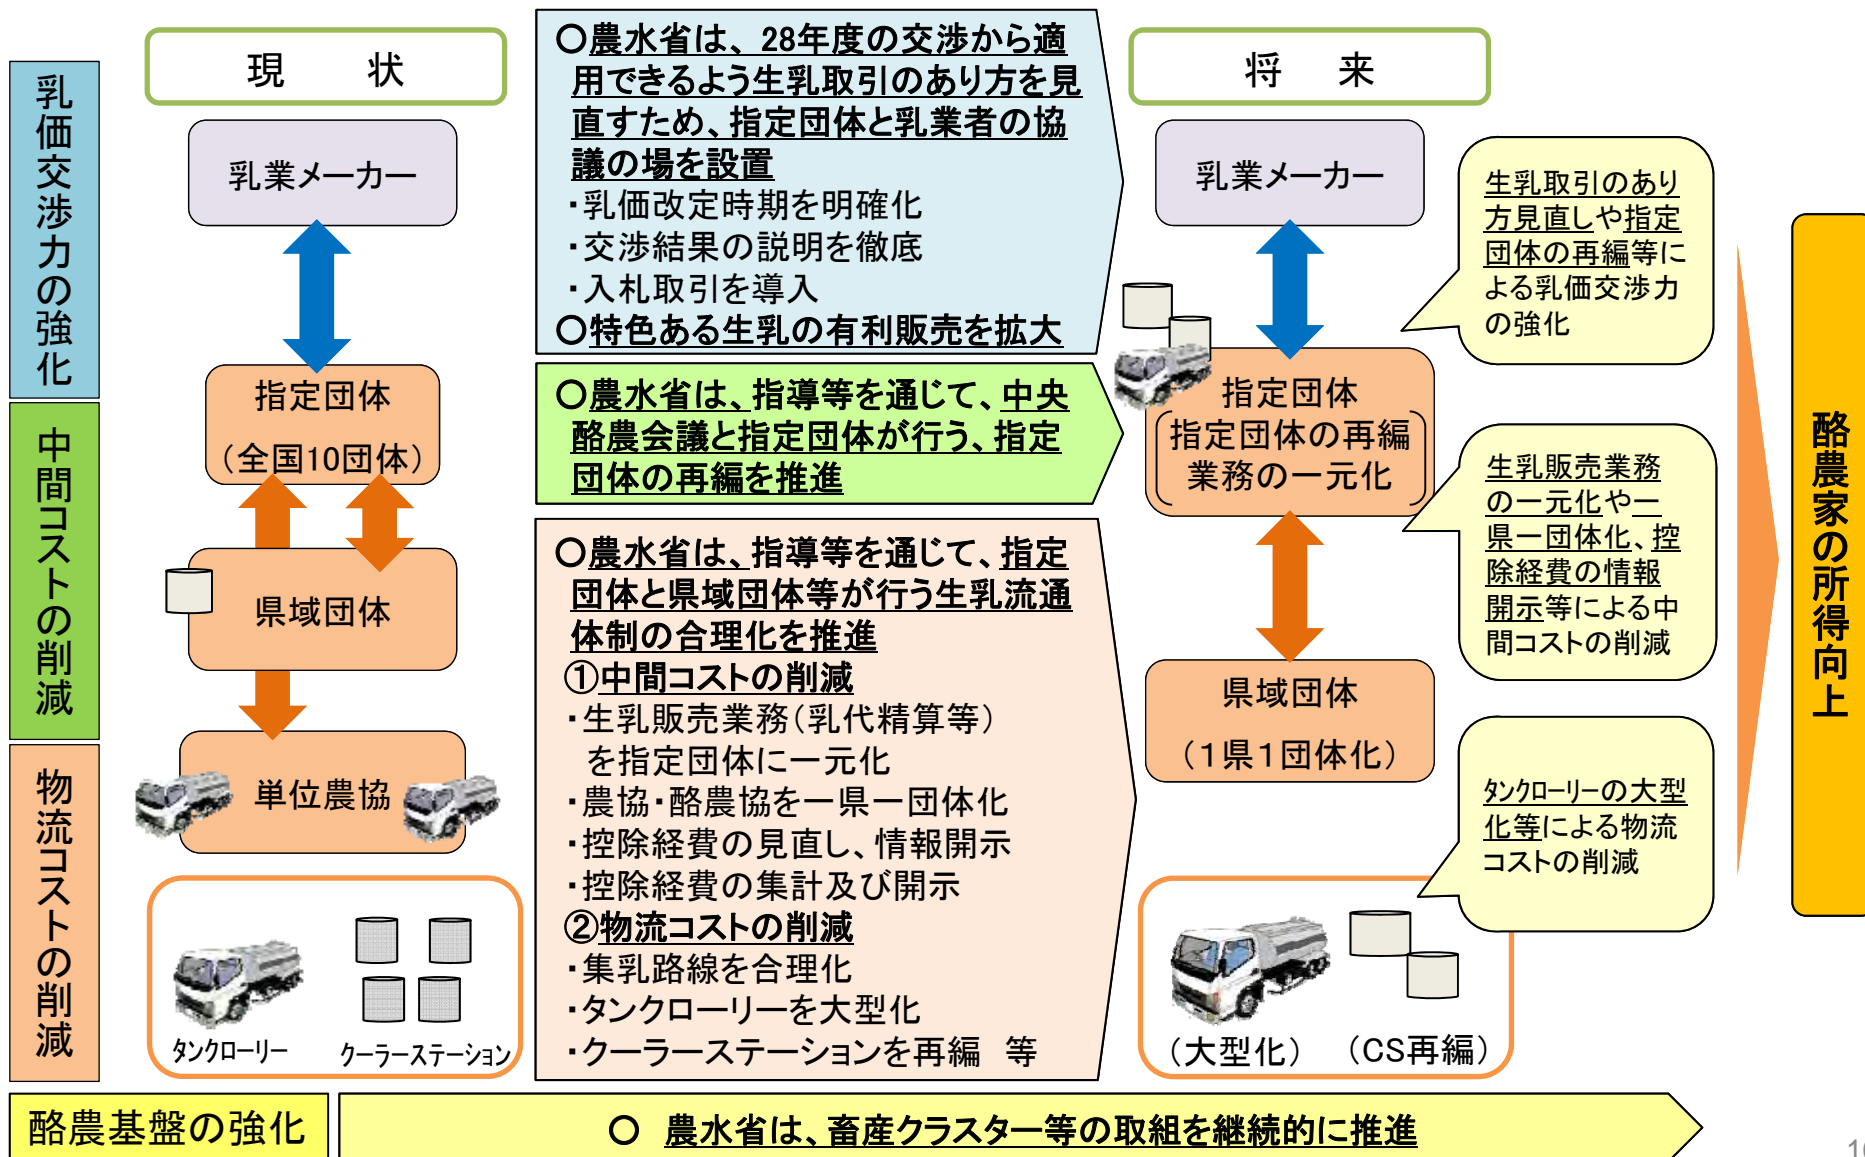 現　状
将　来
乳価交渉力の強化
中間コストの削減
物流コストの削減
乳業メーカー
指定団体
（全国10団体）
県域団体
単位農協
タンクローリー
クーラーステーション
○農水省は、28年度の交渉から適
用できるよう生乳取引のあり方を見
直すため、指定団体と乳業者の協
議の場を設置
・乳価改定時期を明確化
・交渉結果の説明を徹底
・入札取引を導入
○特色ある生乳の有利販売を拡大
○農水省は、指導等を通じて、中央
酪農会議と指定団体が行う、指定
団体の再編を推進
○農水省は、指導等を通じて、指定
団体と県域団体等が行う生乳流通
体制の合理化を推進
①中間コストの削減
・生乳販売業務（乳代精算等）
を指定団体に一元化
・農協・酪農協を一県一団体化
・控除経費の見直し、情報開示
・控除経費の集計及び開示
②物流コストの削減
・集乳路線を合理化
・タンクローリーを大型化
・クーラーステーションを再編　等
乳業メーカー
指定団体
指定団体の再編
業務の一元化
県域団体
（１県１団体化）
（大型化）
（CS再編）
生乳取引のあり
方見直しや指定
団体の再編等に
よる乳価交渉力
の強化
生乳販売業務
の一元化や一
県一団体化、控
除経費の情報
開示等による中
間コストの削減
タンクローリーの大型
化等による物流
コストの削減
酪農家の所得向上
酪農基盤の強化
○　農水省は、畜産クラスター等の取組を継続的に推進